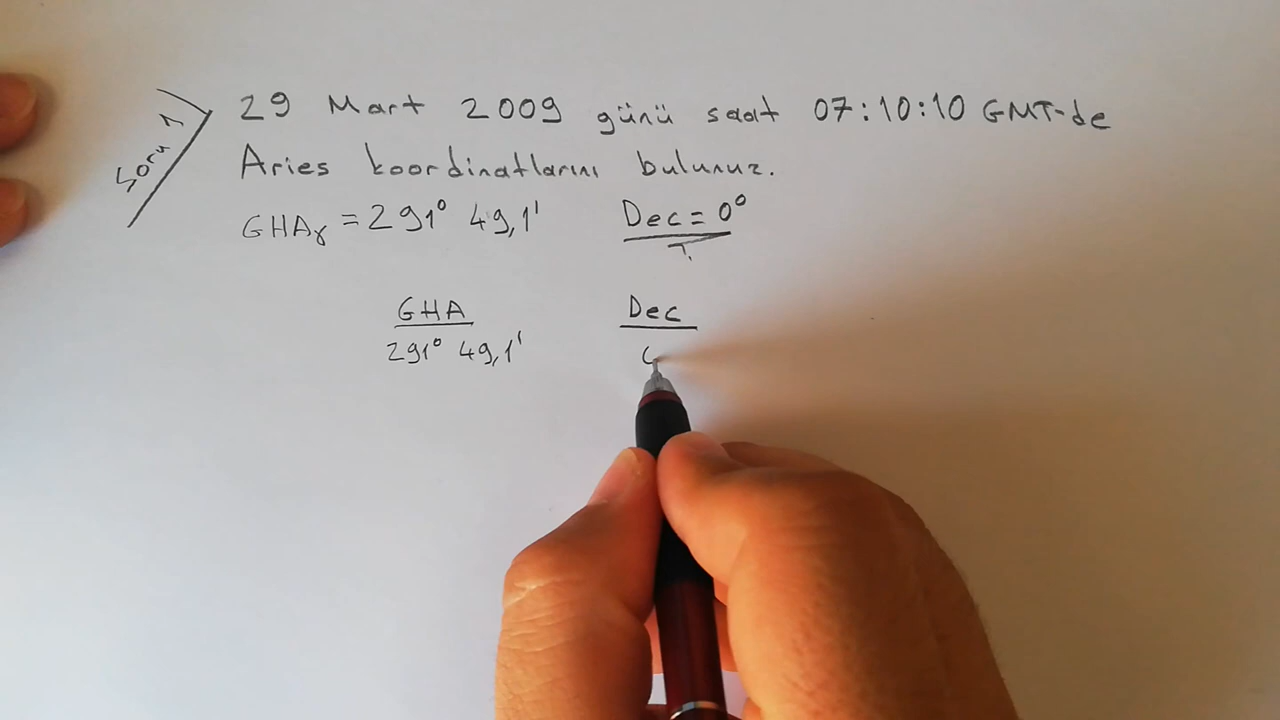 Soru 1
29 Mart 2009 günü saat 07:10:10 GMT-de
Aries koordinatlarını bulunuz.
GHAɤ = 291° 49,1' Dec = 0°
T.
GHA Dec
291° 49,1'